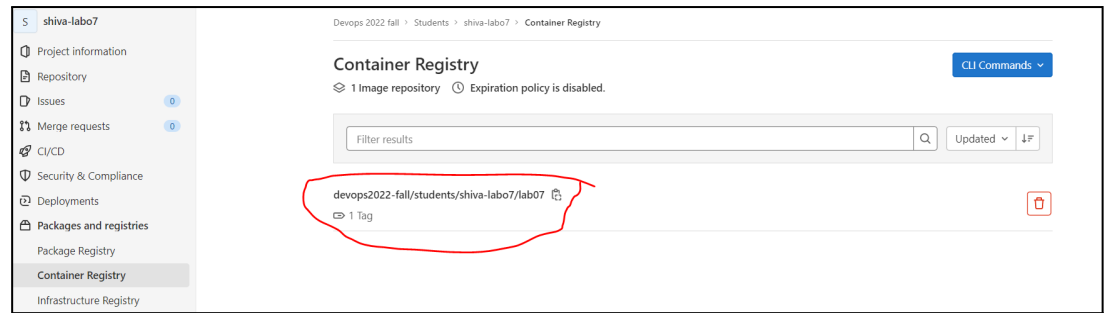 S shiva-labo7
Project information
Repository
Issues 0
Merge requests 0
CI/CD
Security & Compliance
Deployments
Packages and registries
Package Registry
Container Registry
Infrastructure Registry
Devops 2022 fall > Students > shiva-labo7 > Container Registry
Container Registry
CLI Commands
1 Image repository Expiration policy is disabled.
Filter results
Updated
devops2022-fall/students/shiva-labo7/lab07
1 Tag